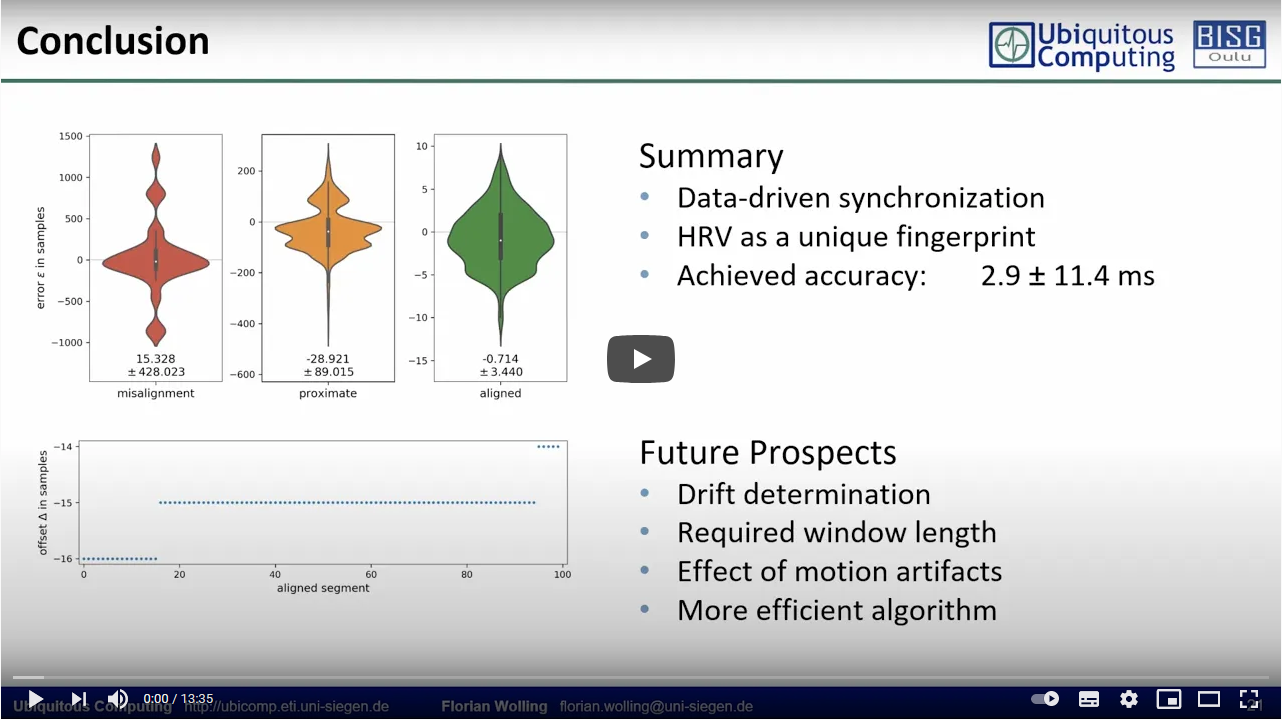 Conclusion
Ubiquitous
Computing
BISG
Oulu
1500
1000
500
0
−500
−1000
error ε in samples
15.328
±428.023
misalignment
200
0
−200
−400
−600
-28.921
±89.015
proximate
10
5
0
−5
−10
−15
-0.714
±3.440
aligned
Summary
• Data-driven synchronization
• HRV as a unique fingerprint
• Achieved accuracy: 2.9 ± 11.4 ms
−14
−15
−16
offset Δ in samples
0 20 40 60 80 100
aligned segment
Future Prospects
• Drift determination
• Required window length
• Effect of motion artifacts
• More efficient algorithm
0:00 / 13:35
Ubiquitous Computing http://ubicomp.eti.uni-siegen.de Florian Wolling florian.wolling@uni-siegen.de 21